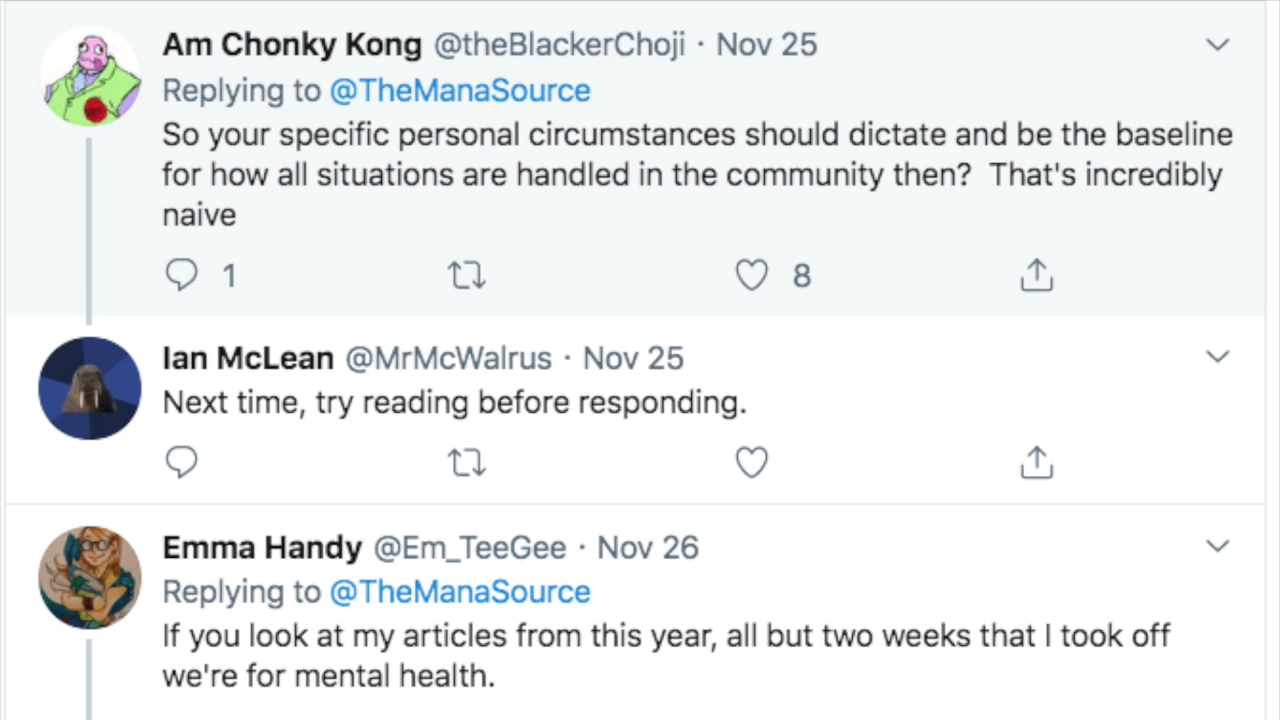 Am Chonky Kong @theBlackerChoji · Nov 25
Replying to @TheManaSource
So your specific personal circumstances should dictate and be the baseline
for how all situations are handled in the community then?  That's incredibly
naive
1 8
Ian McLean @MrMcWalrus · Nov 25
Next time, try reading before responding.
Emma Handy @Em_TeeGee · Nov 26
Replying to @TheManaSource
If you look at my articles from this year, all but two weeks that I took off
we're for mental health.